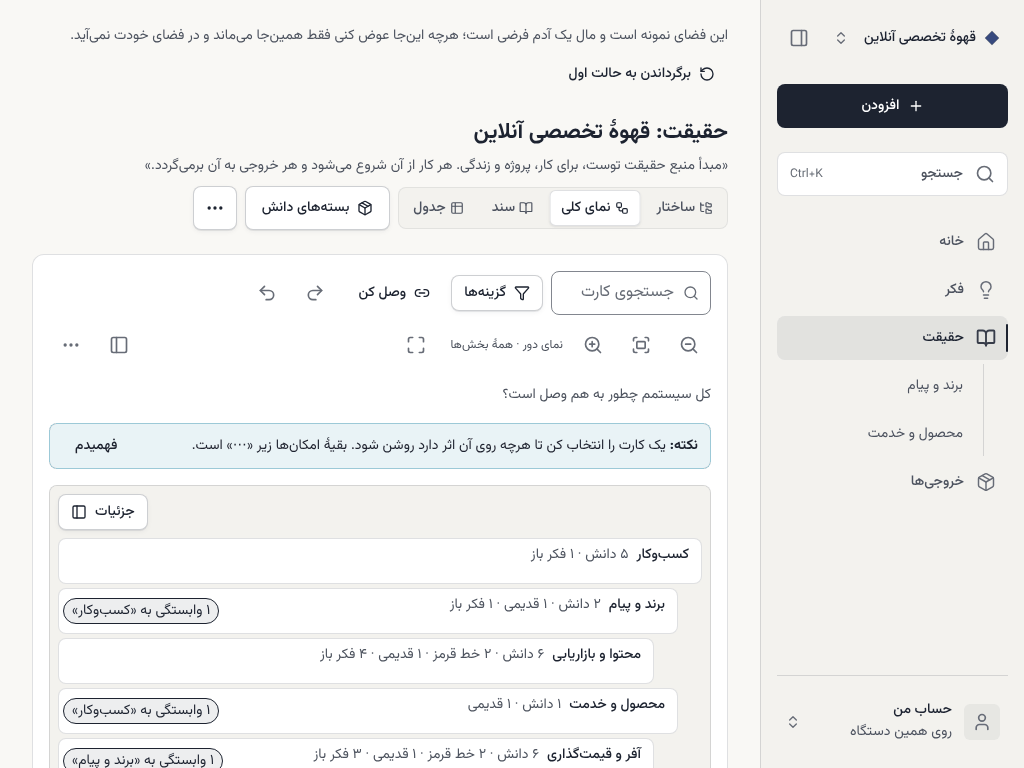 قهوهٔ تخصصی آنلاین
افزودن
جستجو
Ctrl+K
خانه
فکر
حقیقت
برند و پیام
محصول و خدمت
خروجی‌ها
حساب من
روی همین دستگاه
این فضای نمونه است و مال یک آدم فرضی است؛ هرچه این‌جا عوض کنی فقط همین‌جا می‌ماند و در فضای خودت نمی‌آید.
برگرداندن به حالت اول
حقیقت: قهوهٔ تخصصی آنلاین
«مبدأ منبع حقیقت توست، برای کار، پروژه و زندگی. هر کار از آن شروع می‌شود و هر خروجی به آن برمی‌گردد.»
ساختار
نمای کلی
سند
جدول
بسته‌های دانش
جستجوی کارت
گزینه‌ها
وصل کن
نمای دور · همهٔ بخش‌ها
کل سیستمم چطور به هم وصل است؟
نکته: یک کارت را انتخاب کن تا هرچه روی آن اثر دارد روشن شود. بقیهٔ امکان‌ها زیر «···» است.
فهمیدم
جزئیات
کسب‌وکار ۵ دانش · ۱ فکر باز
برند و پیام ۲ دانش · ۱ قدیمی · ۱ فکر باز
۱ وابستگی به «کسب‌وکار»
محتوا و بازاریابی ۶ دانش · ۲ خط قرمز · ۱ قدیمی · ۴ فکر باز
محصول و خدمت ۱ دانش · ۱ قدیمی
۱ وابستگی به «کسب‌وکار»
آفر و قیمت‌گذاری ۶ دانش · ۲ خط قرمز · ۱ قدیمی · ۳ فکر باز
۱ وابستگی به «برند و پیام»